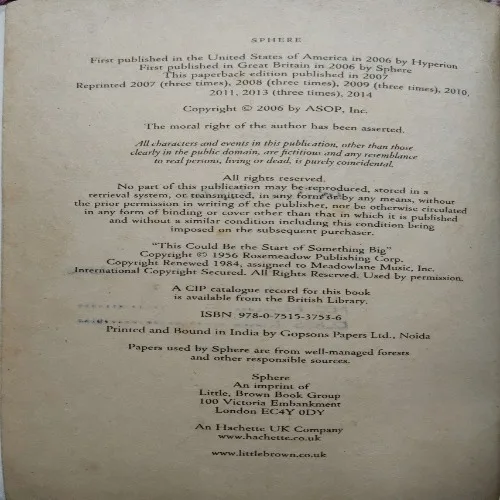 SPHERE
First published in the United States of America in 2006 by Hyperion
First published in Great Britain in 2006 by Sphere
This paperback edition published in 2007
Reprinted 2007 (three times), 2008 (three times), 2009 (three times), 2010,
2011, 2013 (three times), 2014
Copyright © 2006 by ASOP, Inc.
The moral right of the author has been asserted.
All characters and events in this publication, other than those
clearly in the public domain, are fictitious and any resemblance
to real persons, living or dead, is purely coincidental.
All rights reserved.
No part of this publication may be reproduced, stored in a
retrieval system, or transmitted, in any form or by any means, without
the prior permission in writing of the publisher, nor be otherwise circulated
in any form of binding or cover other than that in which it is published
and without a similar condition including this condition being
imposed on the subsequent purchaser.
"This Could Be the Start of Something Big"
Copyright © 1956 Rosemeadow Publishing Corp.
Copyright Renewed 1984, assigned to Meadowlane Music, Inc.
International Copyright Secured. All Rights Reserved. Used by permission.
A CIP catalogue record for this book
is available from the British Library.
ISBN 978-0-7515-3753-6
Printed and Bound in India by Gopsons Papers Ltd., Noida
Papers used by Sphere are from well-managed forests
and other responsible sources.
Sphere
An imprint of
Little, Brown Book Group
100 Victoria Embankment
London EC4Y 0DY
An Hachette UK Company
www.hachette.co.uk
www.littlebrown.co.uk